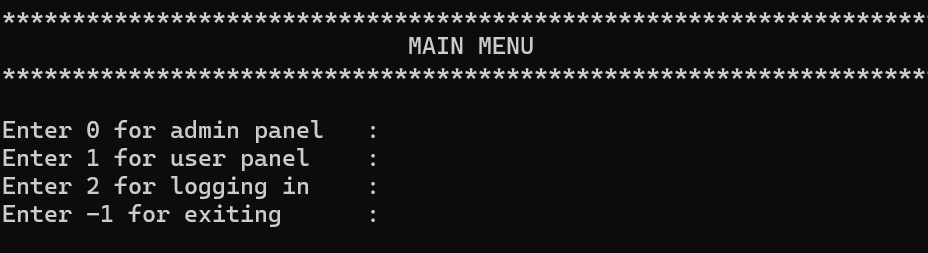 ******************************************************************
MAIN MENU
******************************************************************
Enter 0 for admin panel   :
Enter 1 for user panel    :
Enter 2 for logging in    :
Enter -1 for exiting      :